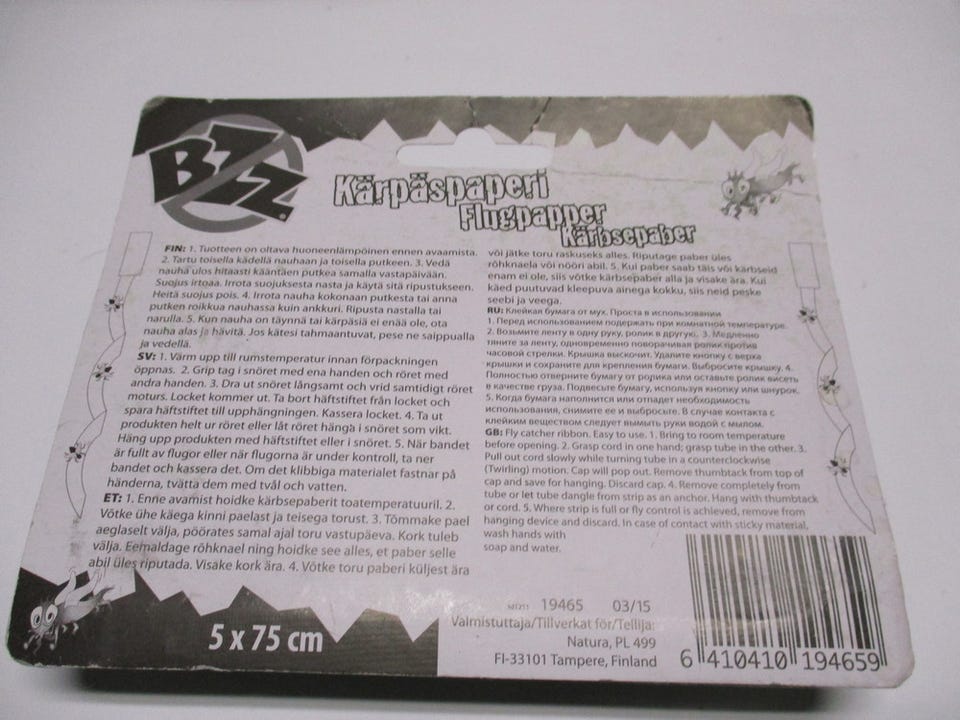 BZZ®
Kärpäspaperi
Flugpapper
Kärbsepaber
FIN: 1. Tuotteen on oltava huoneenlämpöinen ennen avaamista.
2. Tartu toisella kädellä nauhaan ja toisella putkeen. 3. Vedä
nauha ulos hitaasti kääntäen putkea samalla vastapäivään.
Suojus irtoaa. Irrota suojuksesta nasta ja käytä sitä ripustukseen.
Heitä suojus pois. 4. Irrota nauha kokonaan putkesta tai anna
putken roikkua nauhassa kuin ankkuri. Ripusta nastalla tai
narulla. 5. Kun nauha on täynnä tai kärpäsiä ei enää ole, ota
nauha alas ja hävitä. Jos kätesi tahmaantuvat, pese ne saippualla
ja vedellä.
SV: 1. Värm upp till rumstemperatur innan förpackningen
öppnas. 2. Grip tag i snöret med ena handen och röret med
andra handen. 3. Dra ut snöret långsamt och vrid samtidigt röret
moturs. Locket kommer ut. Ta bort häftstiftet från locket och
spara häftstiftet till upphängningen. Kassera locket. 4. Ta ut
produkten helt ur röret eller låt röret hänga i snöret som vikt.
Häng upp produkten med häftstiftet eller i snöret. 5. När bandet
är fullt av flugor eller när flugorna är under kontroll, ta ner
bandet och kassera det. Om det klibbiga materialet fastnar på
händerna, tvätta dem med tvål och vatten.
ET: 1. Enne avamist hoidke kärbsepaberit toatemperatuuril. 2.
Võtke ühe käega kinni paelast ja teisega torust. 3. Tõmmake pael
aeglaselt välja, pöörates samal ajal toru vastupäeva. Kork tuleb
välja. Eemaldage rõhknael ning hoidke see alles, et paber selle
abil üles riputada. Visake kork ära. 4. Võtke toru paberi küljest ära
või jätke toru raskuseks alles. Riputage paber üles
rõhknaela või nööri abil. 5. Kui paber saab täis või kärbseid
enam ei ole, siis võtke kärbsepaber alla ja visake ära. Kui
käed puutuvad kleepuva ainega kokku, siis neid peske
seebi ja veega.
RU: Клейкая бумага от мух. Проста в использовании
1. Перед использованием подержать при комнатной температуре.
2. Возьмите ленту в одну руку, ролик в другую. 3. Медленно
тяните за ленту, одновременно поворачивая ролик против
часовой стрелки. Крышка выскочит. Удалите кнопку с верха
крышки и сохраните для крепления бумаги. Выбросите крышку. 4.
Полностью отверните бумагу от ролика или оставьте ролик висеть
в качестве груза. Подвесьте бумагу, используя кнопку или шнурок.
5. Когда бумага наполнится или отпадет необходимость
использования, снимите ее и выбросьте. В случае контакта с
клейким веществом следует вымыть руки водой с мылом.
GB: Fly catcher ribbon. Easy to use. 1. Bring to room temperature
before opening. 2. Grasp cord in one hand; grasp tube in the other. 3.
Pull out cord slowly while turning tube in a counterclockwise
(Twirling) motion. Cap will pop out. Remove thumbtack from top of
cap and save for hanging. Discard cap. 4. Remove completely from
tube or let tube dangle from strip as an anchor. Hang with thumbtack
or cord. 5. Where strip is full or fly control is achieved, remove from
hanging device and discard. In case of contact with sticky material,
wash hands with
soap and water.
5 x 75 cm
19465 03/15
Valmistuttaja/Tillverkat för/Tellija:
Natura, PL 499
FI-33101 Tampere, Finland
6 410410 194659